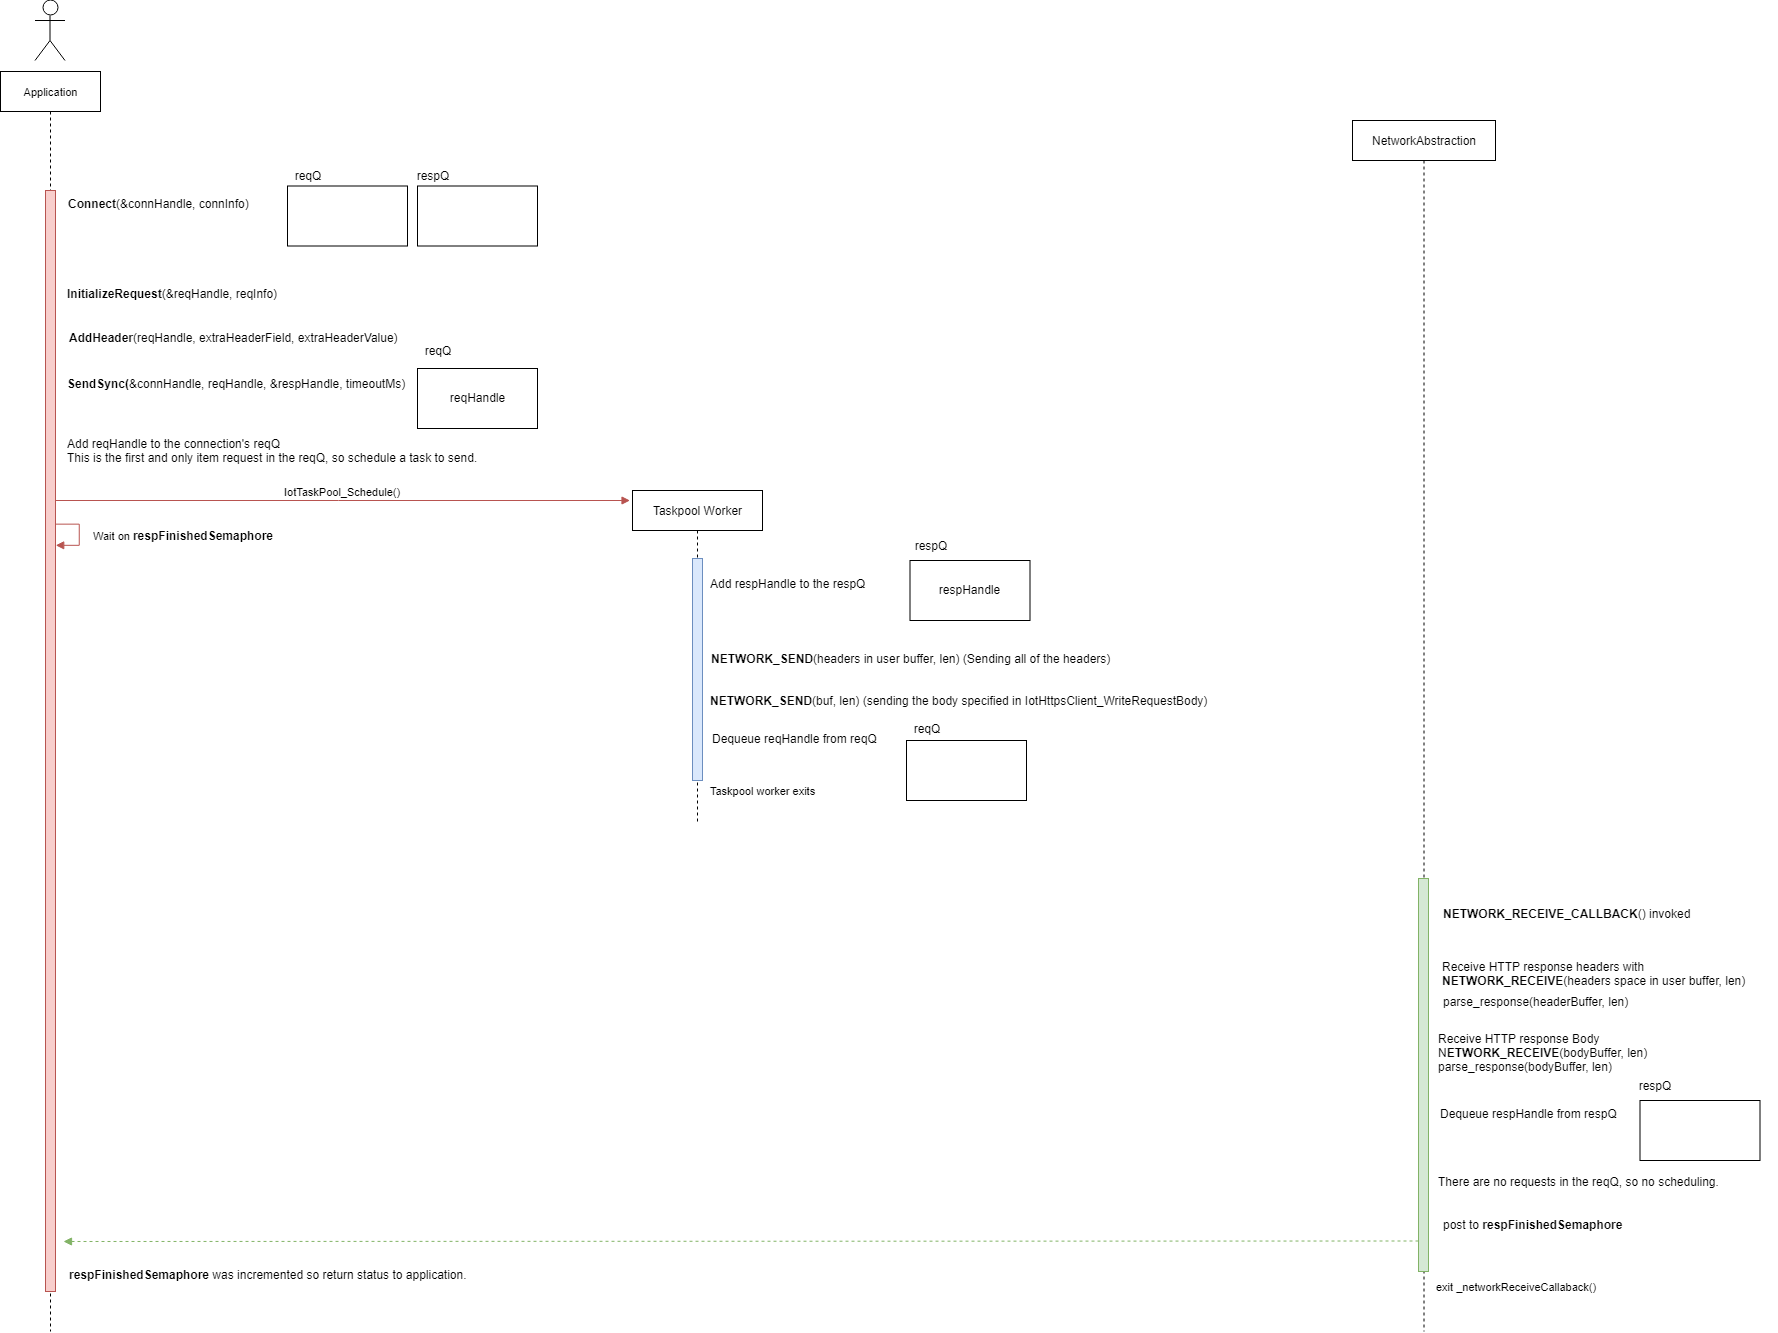 Application
NetworkAbstraction
reqQ
respQ
Connect(&connHandle, connInfo)
InitializeRequest(&reqHandle, reqInfo)
AddHeader(reqHandle, extraHeaderField, extraHeaderValue)
reqQ
SendSync(&connHandle, reqHandle, &respHandle, timeoutMs)
reqHandle
Add reqHandle to the connection's reqQ
This is the first and only item request in the reqQ, so schedule a task to send.
IotTaskPool_Schedule()
Taskpool Worker
Wait on respFinishedSemaphore
respQ
Add respHandle to the respQ
respHandle
NETWORK_SEND(headers in user buffer, len) (Sending all of the headers)
NETWORK_SEND(buf, len) (sending the body specified in IotHttpsClient_WriteRequestBody)
reqQ
Dequeue reqHandle from reqQ
Taskpool worker exits
NETWORK_RECEIVE_CALLBACK() invoked
Receive HTTP response headers with
NETWORK_RECEIVE(headers space in user buffer, len)
parse_response(headerBuffer, len)
Receive HTTP response Body
NETWORK_RECEIVE(bodyBuffer, len)
parse_response(bodyBuffer, len)
respQ
Dequeue respHandle from respQ
There are no requests in the reqQ, so no scheduling.
post to respFinishedSemaphore
respFinishedSemaphore was incremented so return status to application.
exit _networkReceiveCallaback()